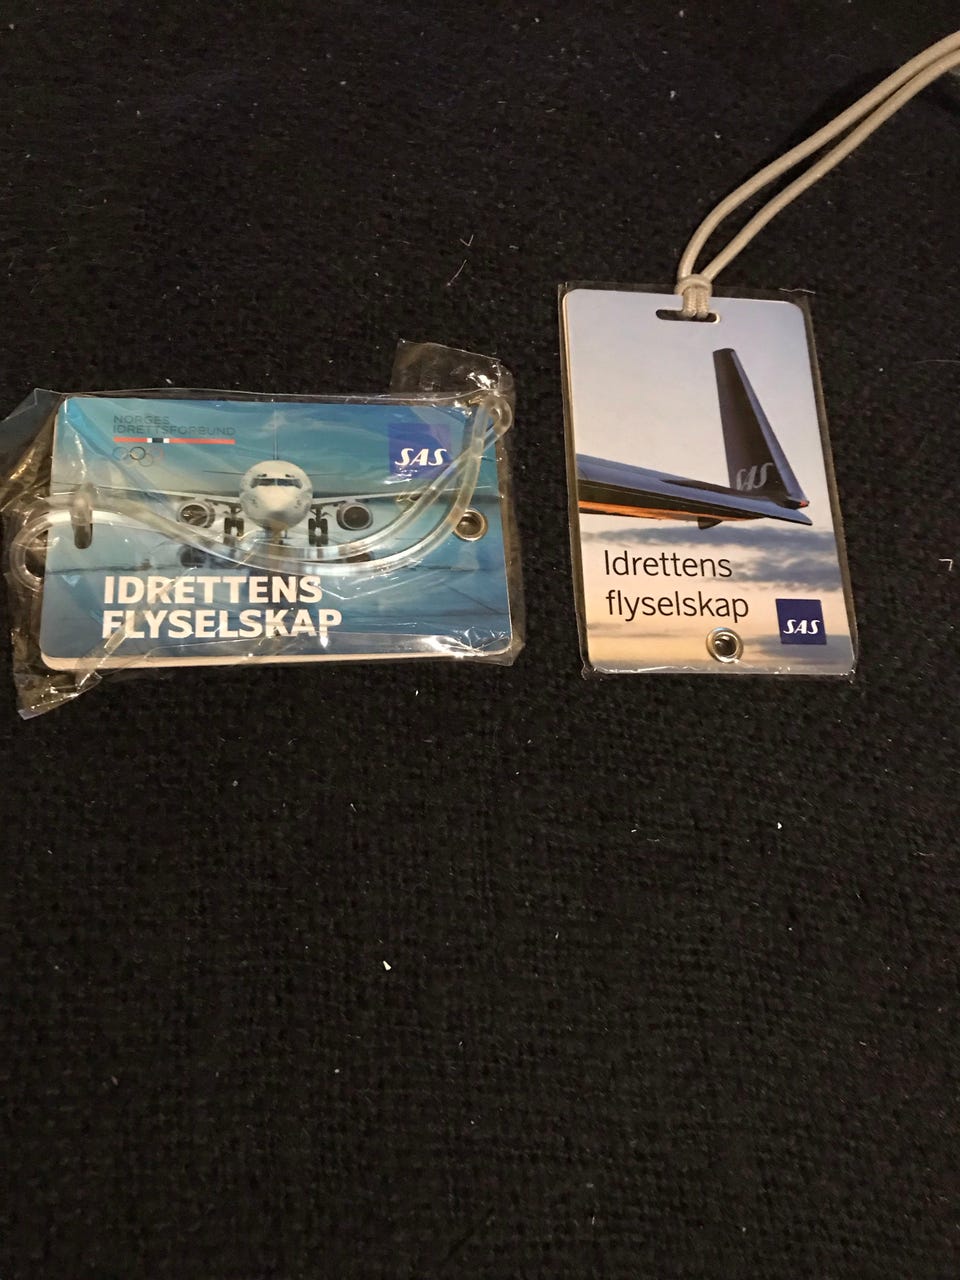 NORGES
IDRETTSFORBUND
SAS
IDRETTENS
FLYSELSKAP
SAS
Idrettens
flyselskap
SAS